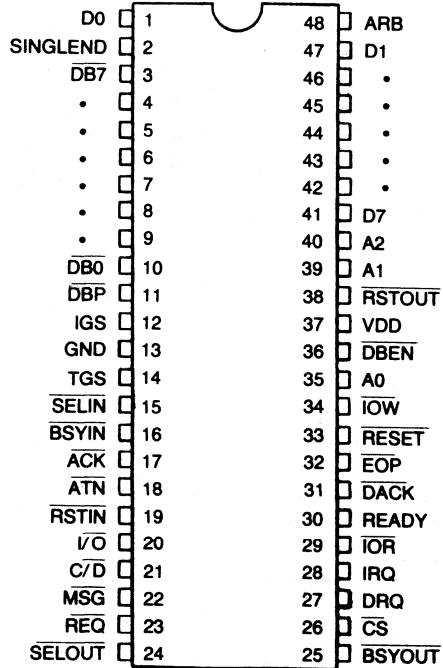 D0 1 48 ARB
SINGLEND 2 47 D1
DB7 3 46 •
• 4 45 •
• 5 44 •
• 6 43 •
• 7 42 •
• 8 41 D7
• 9 40 A2
DB0 10 39 A1
DBP 11 38 RSTOUT
IGS 12 37 VDD
GND 13 36 DBEN
TGS 14 35 A0
SELIN 15 34 IOW
BSYIN 16 33 RESET
ACK 17 32 EOP
ATN 18 31 DACK
RSTIN 19 30 READY
I/O 20 29 IOR
C/D 21 28 IRQ
MSG 22 27 DRQ
REQ 23 26 CS
SELOUT 24 25 BSYOUT